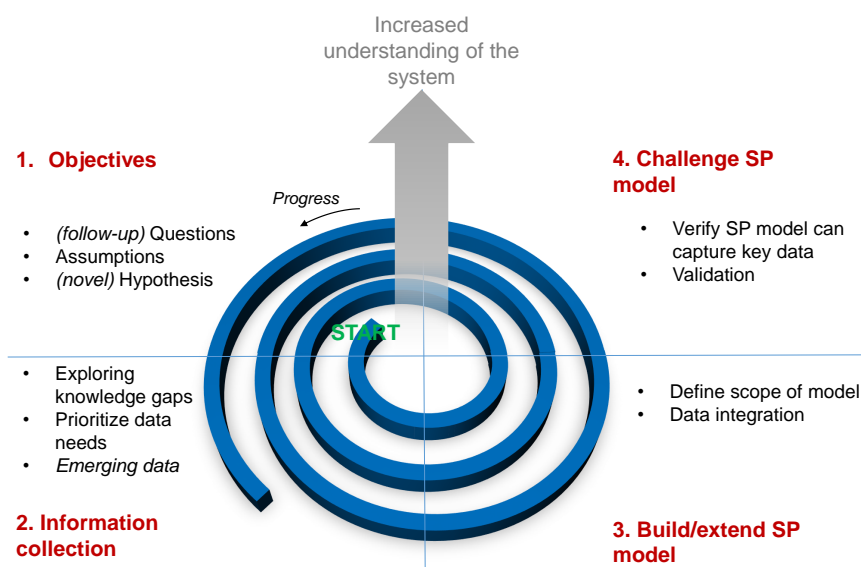 Increased
understanding of the
system
1. Objectives
Progress
• (follow-up) Questions
• Assumptions
• (novel) Hypothesis
4. Challenge SP
model
• Verify SP model can
capture key data
• Validation
START
• Exploring
knowledge gaps
• Prioritize data
needs
• Emerging data
2. Information
collection
• Define scope of model
• Data integration
3. Build/extend SP
model